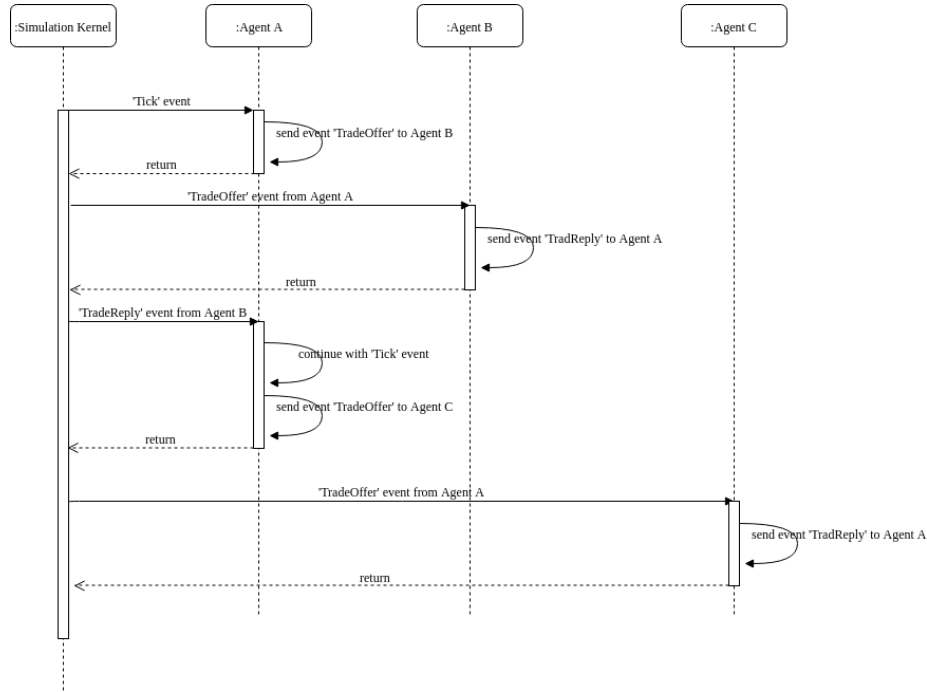 :Simulation Kernel
:Agent A
:Agent B
:Agent C
'Tick' event
send event 'TradeOffer' to Agent B
return
'TradeOffer' event from Agent A
send event 'TradReply' to Agent A
return
'TradeReply' event from Agent B
continue with 'Tick' event
send event 'TradeOffer' to Agent C
return
'TradeOffer' event from Agent A
send event 'TradReply' to Agent A
return